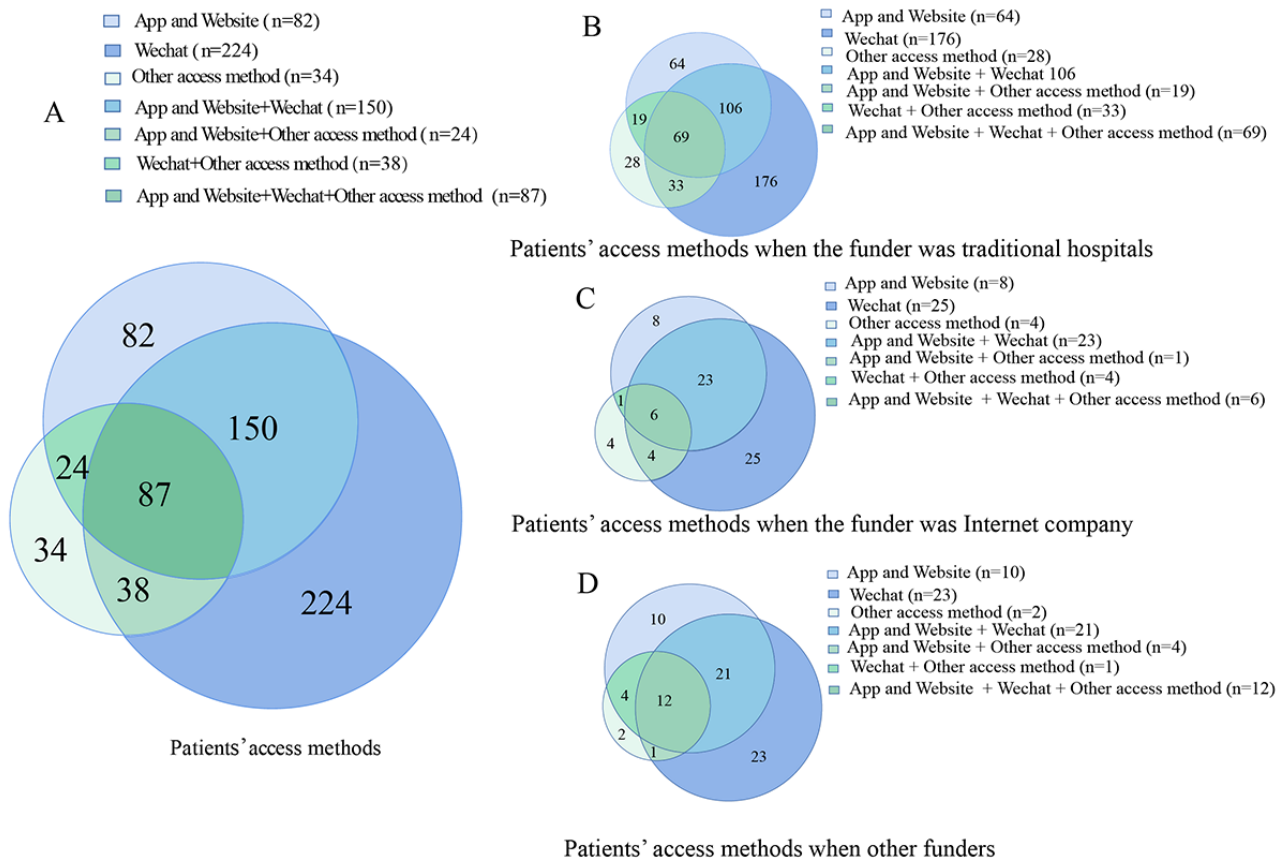 A
App and Website (n=82)
Wechat (n=224)
Other access method (n=34)
App and Website+Wechat (n=150)
App and Website+Other access method (n=24)
Wechat+Other access method (n=38)
App and Website+Wechat+Other access method (n=87)
82
150
24
87
34
38
224
Patients’ access methods
B
App and Website (n=64)
Wechat (n=176)
Other access method (n=28)
App and Website + Wechat 106
App and Website + Other access method (n=19)
Wechat + Other access method (n=33)
App and Website + Wechat + Other access method (n=69)
64
106
19
69
28
33
176
Patients’ access methods when the funder was traditional hospitals
C
App and Website (n=8)
Wechat (n=25)
Other access method (n=4)
App and Website + Wechat (n=23)
App and Website + Other access method (n=1)
Wechat + Other access method (n=4)
App and Website + Wechat + Other access method (n=6)
8
23
1
6
4
4
25
Patients’ access methods when the funder was Internet company
D
App and Website (n=10)
Wechat (n=23)
Other access method (n=2)
App and Website + Wechat (n=21)
App and Website + Other access method (n=4)
Wechat + Other access method (n=1)
App and Website + Wechat + Other access method (n=12)
10
21
4
12
2
1
23
Patients’ access methods when other funders